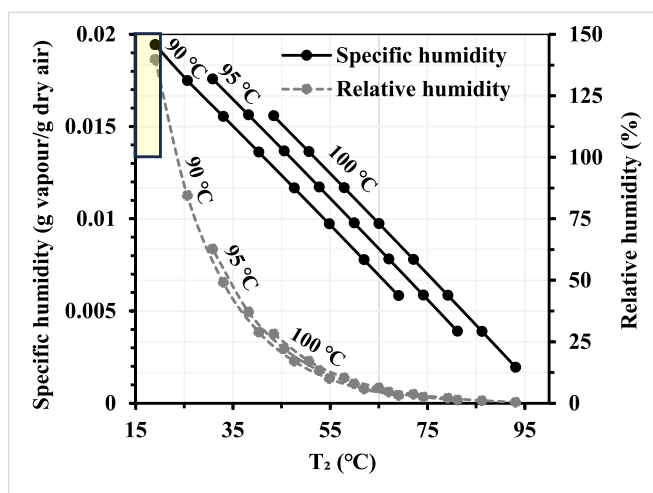 Specific humidity (g vapour/g dry air)
0.02
0.015
0.01
0.005
0
150
125
100
75
50
25
0
Relative humidity (%)
Specific humidity
Relative humidity
90 °C
95 °C
100 °C
90 °C
95 °C
100 °C
15 35 55 75 95
T₂ (°C)